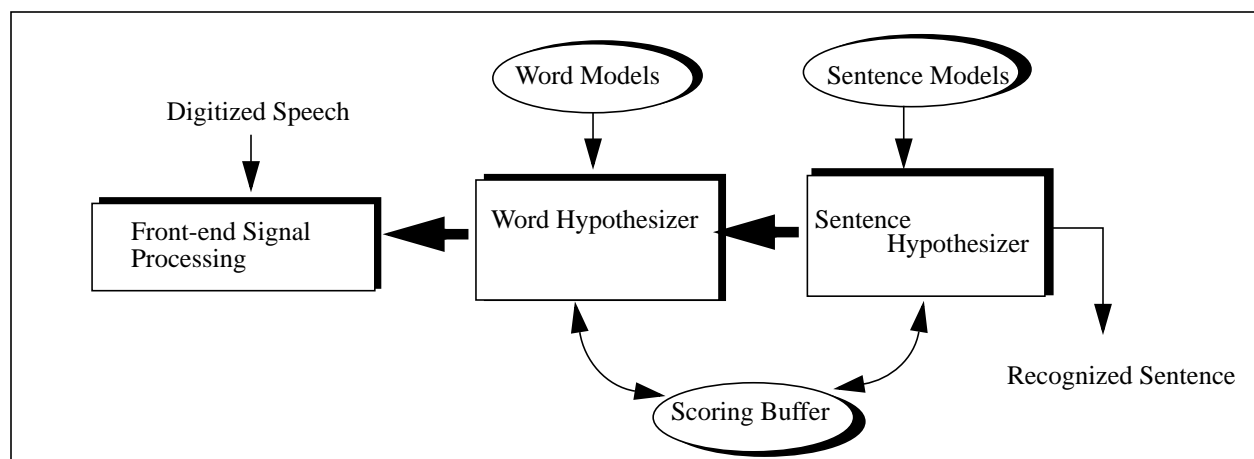 Word Models
Sentence Models
Digitized Speech
Front-end Signal
Processing
Word Hypothesizer
Sentence
Hypothesizer
Recognized Sentence
Scoring Buffer